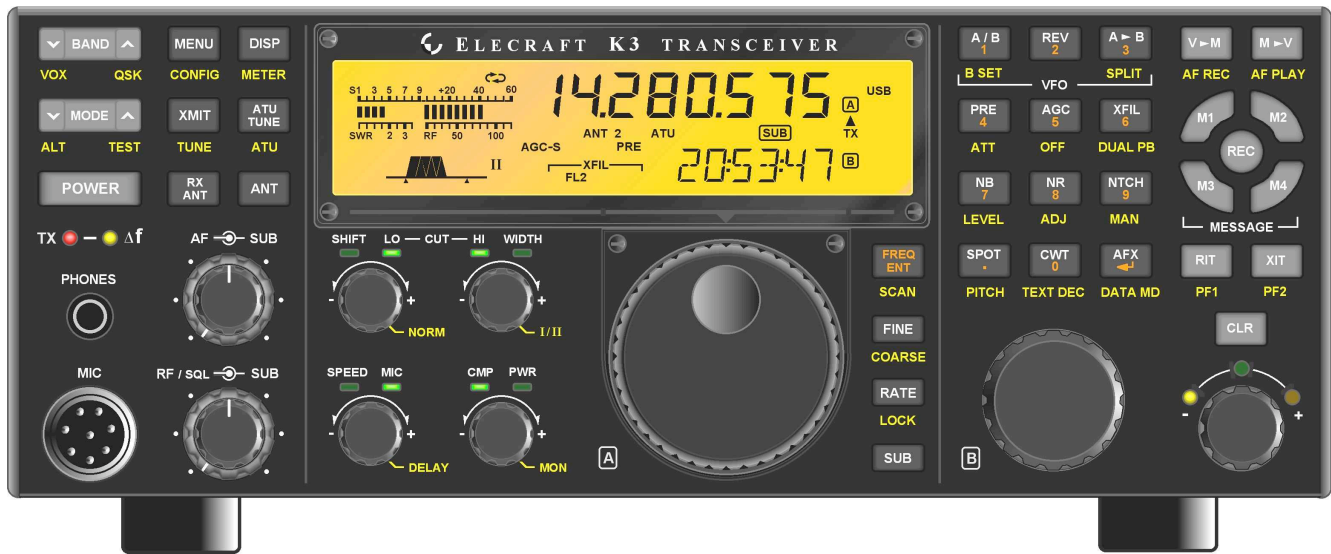 ELECRAFT K3 TRANSCEIVER
BAND MENU DISP
VOX QSK CONFIG METER
MODE XMIT ATU TUNE
ALT TEST TUNE ATU
POWER RX ANT ANT
TX Δf
AF SUB
PHONES
MIC
RF / SQL SUB
S1 3 5 7 9 +20 40 60
SWR 2 3 RF 50 100
14.280.575 USB
A
TX
ANT 2 ATU SUB
AGC-S PRE
XFIL
FL2
II
20:53:47 B
SHIFT LO CUT HI WIDTH
- + - +
NORM I/II
SPEED MIC CMP PWR
- + - +
DELAY MON
A
FREQ ENT
SCAN
FINE
COARSE
RATE
LOCK
SUB
A / B 1 REV 2 A ► B 3
B SET SPLIT
VFO
PRE 4 AGC 5 XFIL 6
ATT OFF DUAL PB
NB 7 NR 8 NTCH 9
LEVEL ADJ MAN
SPOT . CWT 0 AFX
PITCH TEXT DEC DATA MD
B
V►M M►V
AF REC AF PLAY
M1 M2
REC
M3 M4
MESSAGE
RIT XIT
PF1 PF2
CLR
- +